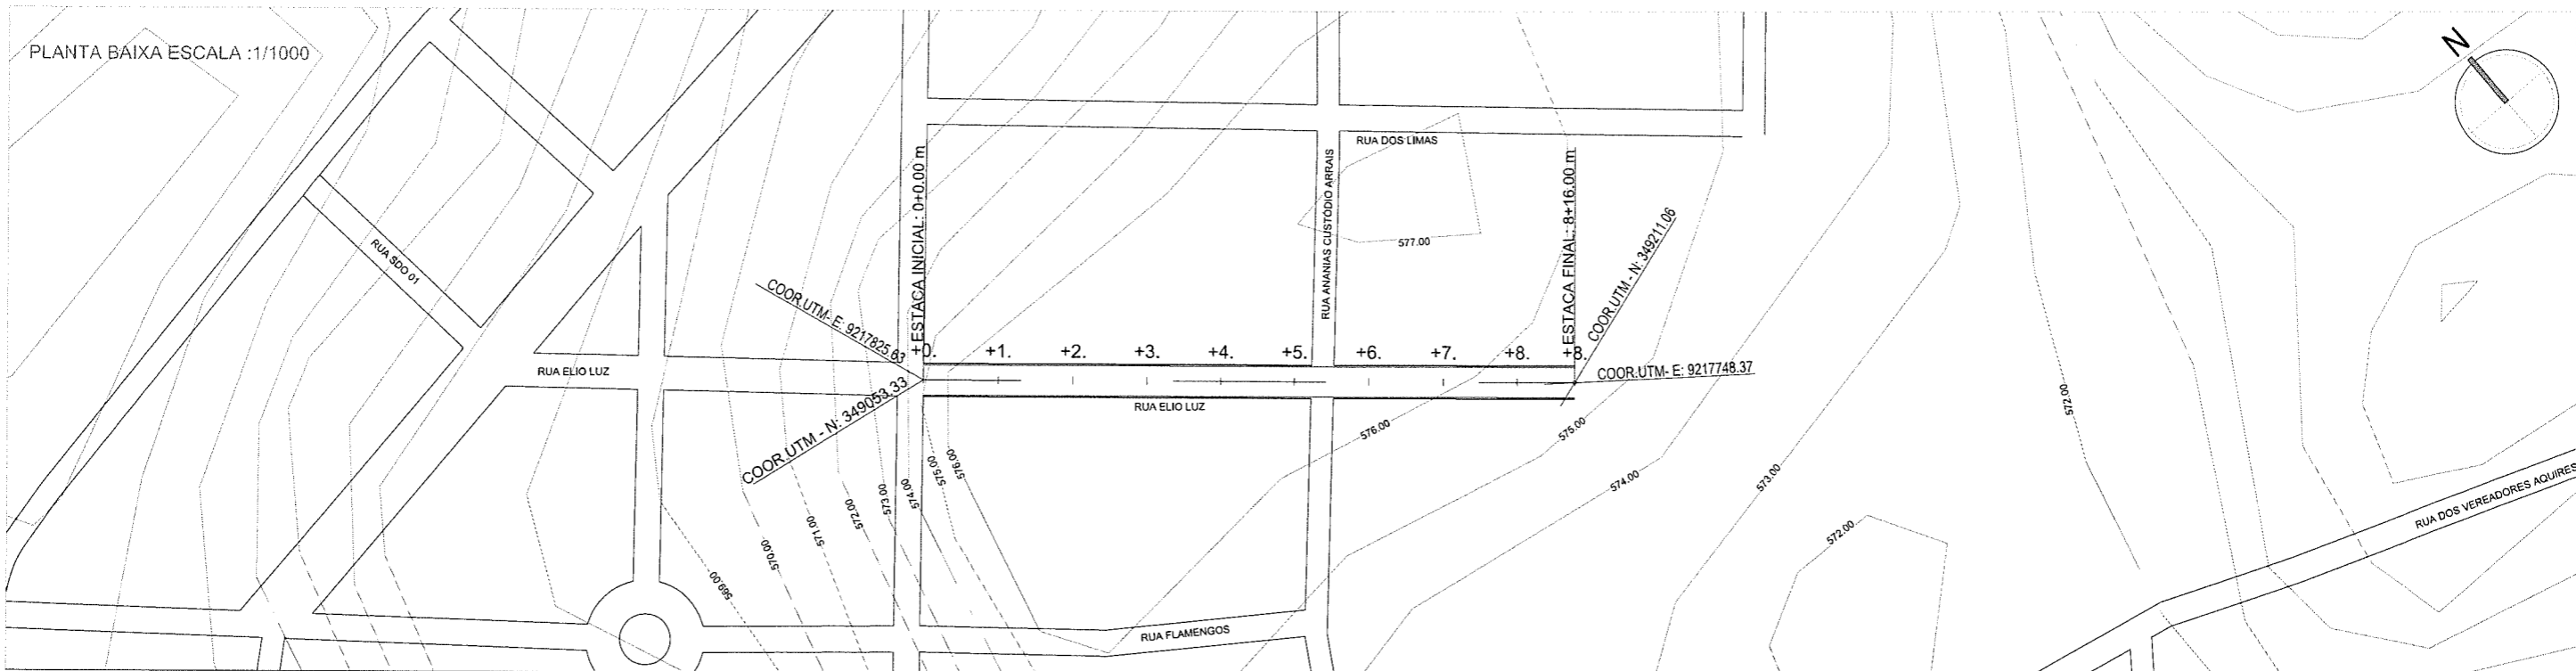 PLANTA BAIXA ESCALA :1/1000
N
RUA DOS LIMAS
RUA SDO 01
RUA ANANIAS CUSTÓDIO ARRAIS
577.00
ESTACA INICIAL: 0+0.00 m
ESTACA FINAL: 8+16.00 m
COOR.UTM- E: 9217825.63
COOR.UTM - N: 349053.33
COOR.UTM - N: 349211.06
COOR.UTM- E: 9217748.37
+0.
+1.
+2.
+3.
+4.
+5.
+6.
+7.
+8.
+8.
RUA ELIO LUZ
RUA ELIO LUZ
569.00
570.00
571.00
572.00
573.00
574.00
575.00
576.00
576.00
575.00
574.00
573.00
572.00
572.00
RUA FLAMENGOS
RUA DOS VEREADORES AQUIRES